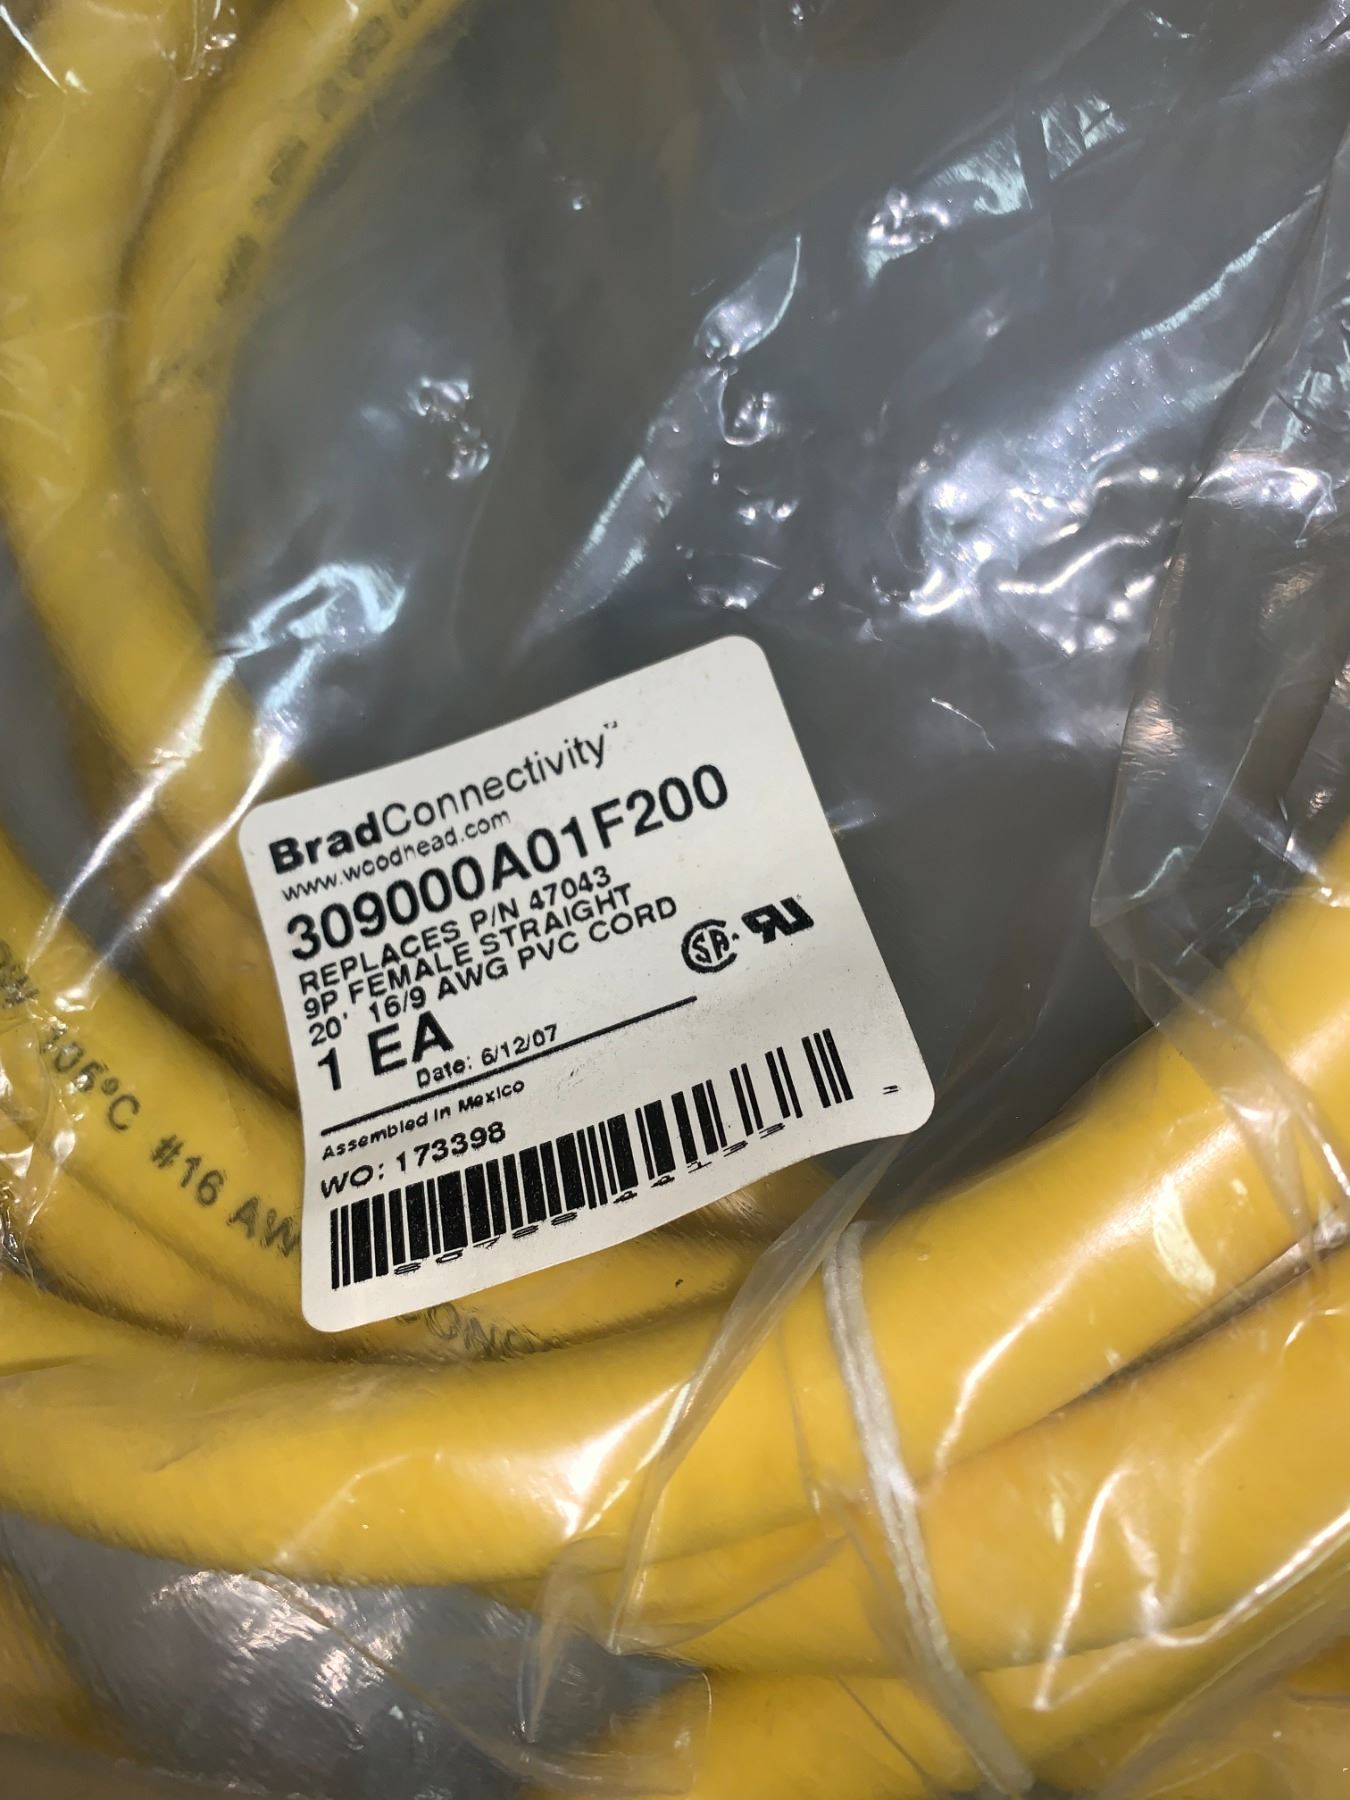 BradConnectivity™
www.woodhead.com
309000A01F200
REPLACES P/N 47043
9P FEMALE STRAIGHT
20' 16/9 AWG PVC CORD
1 EA
Date: 6/12/07
Assembled in Mexico
WO: 173398
105°C #16 AW